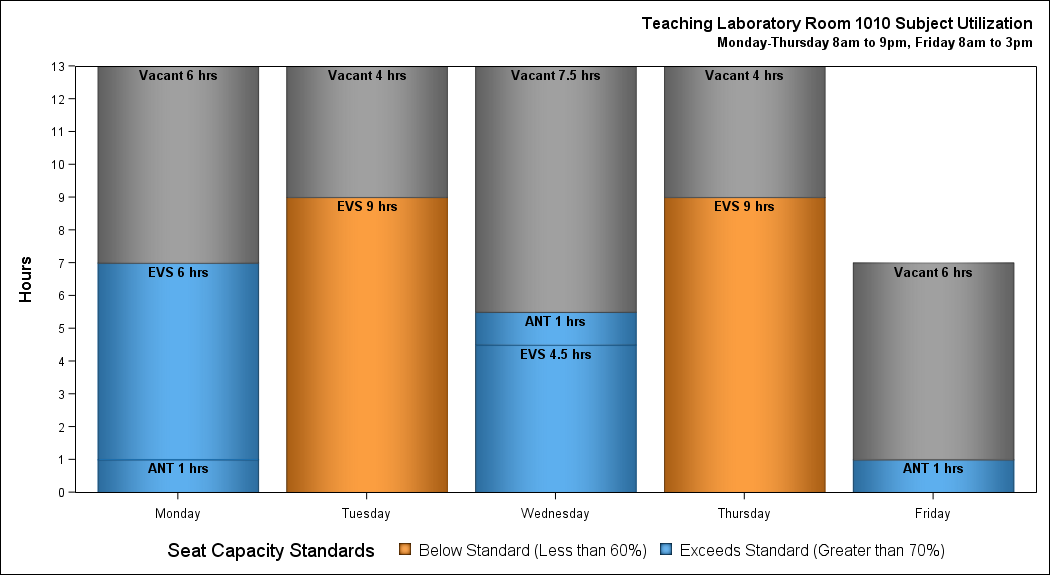 Teaching Laboratory Room 1010 Subject Utilization
Monday-Thursday 8am to 9pm, Friday 8am to 3pm
Hours
13
12
11
10
9
8
7
6
5
4
3
2
1
0
Vacant 6 hrs
EVS 6 hrs
ANT 1 hrs
Vacant 4 hrs
EVS 9 hrs
Vacant 7.5 hrs
ANT 1 hrs
EVS 4.5 hrs
Vacant 4 hrs
EVS 9 hrs
Vacant 6 hrs
ANT 1 hrs
Monday Tuesday Wednesday Thursday Friday
Seat Capacity Standards Below Standard (Less than 60%) Exceeds Standard (Greater than 70%)